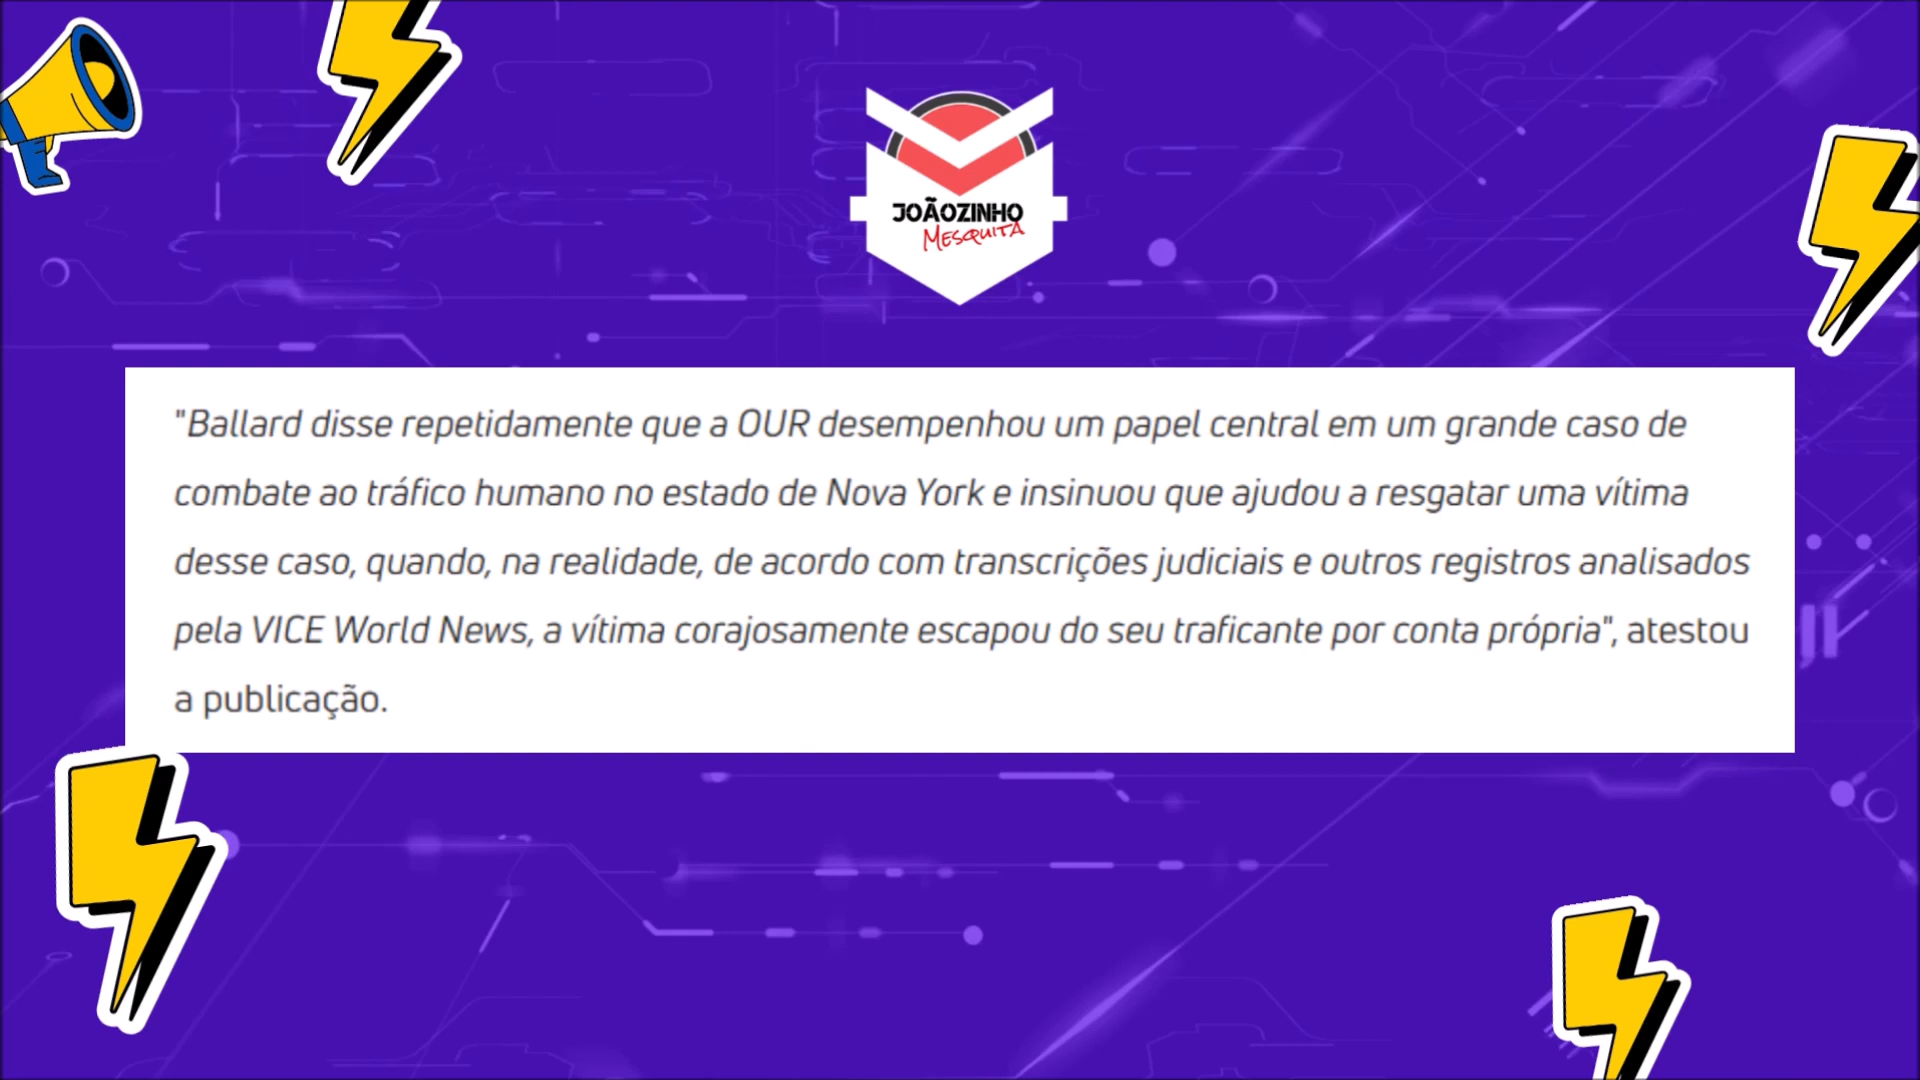 JOÃOZINHO
MESQUITA
"Ballard disse repetidamente que a OUR desempenhou um papel central em um grande caso de
combate ao tráfico humano no estado de Nova York e insinuou que ajudou a resgatar uma vítima
desse caso, quando, na realidade, de acordo com transcrições judiciais e outros registros analisados
pela VICE World News, a vítima corajosamente escapou do seu traficante por conta própria", atestou
a publicação.